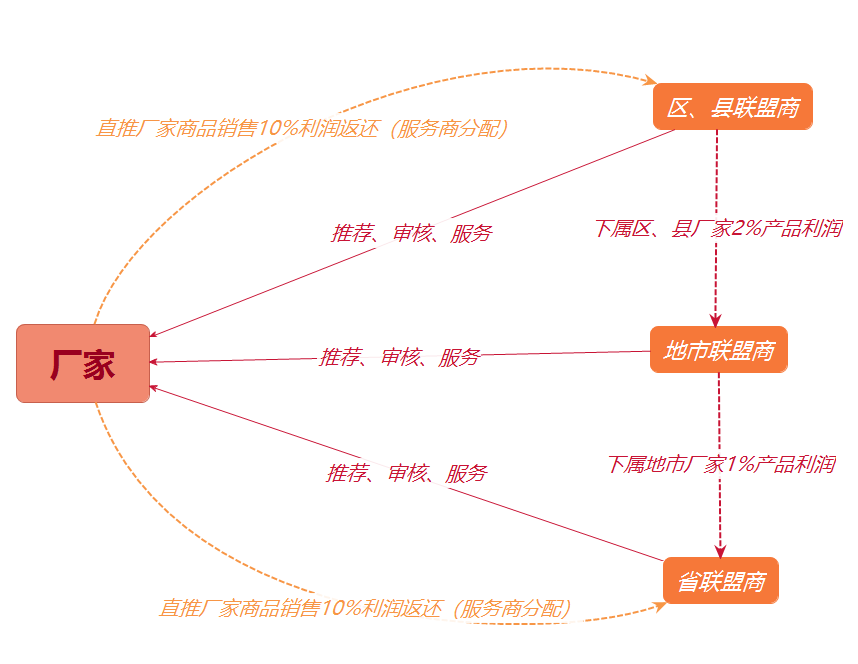 区、县联盟商
直推厂家商品销售10%利润返还（服务商分配）
推荐、审核、服务
下属区、县厂家2%产品利润
厂家
推荐、审核、服务
地市联盟商
推荐、审核、服务
下属地市厂家1%产品利润
省联盟商
直推厂家商品销售10%利润返还（服务商分配）